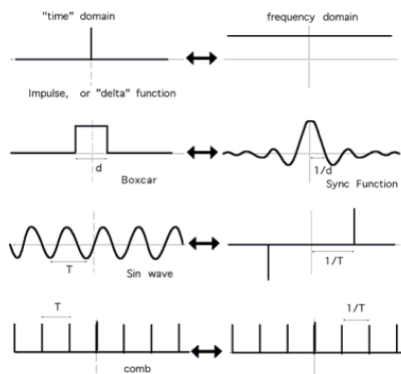 "time" domain
frequency domain
Impulse, or "delta" function
d
Boxcar
1/d
Sync Function
T
Sin wave
1/T
T
1/T
comb